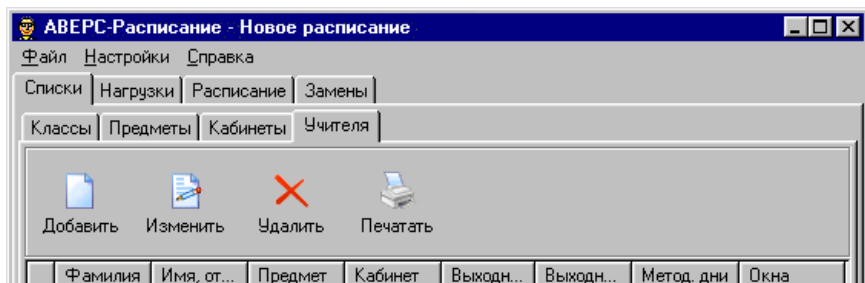 АВЕРС-Расписание - Новое расписание
Файл Настройки Справка
Списки Нагрузки Расписание Замены
Классы Предметы Кабинеты Учителя
Добавить Изменить Удалить Печатать
Фамилия Имя, от... Предмет Кабинет Выходн... Выходн... Метод. дни Окна